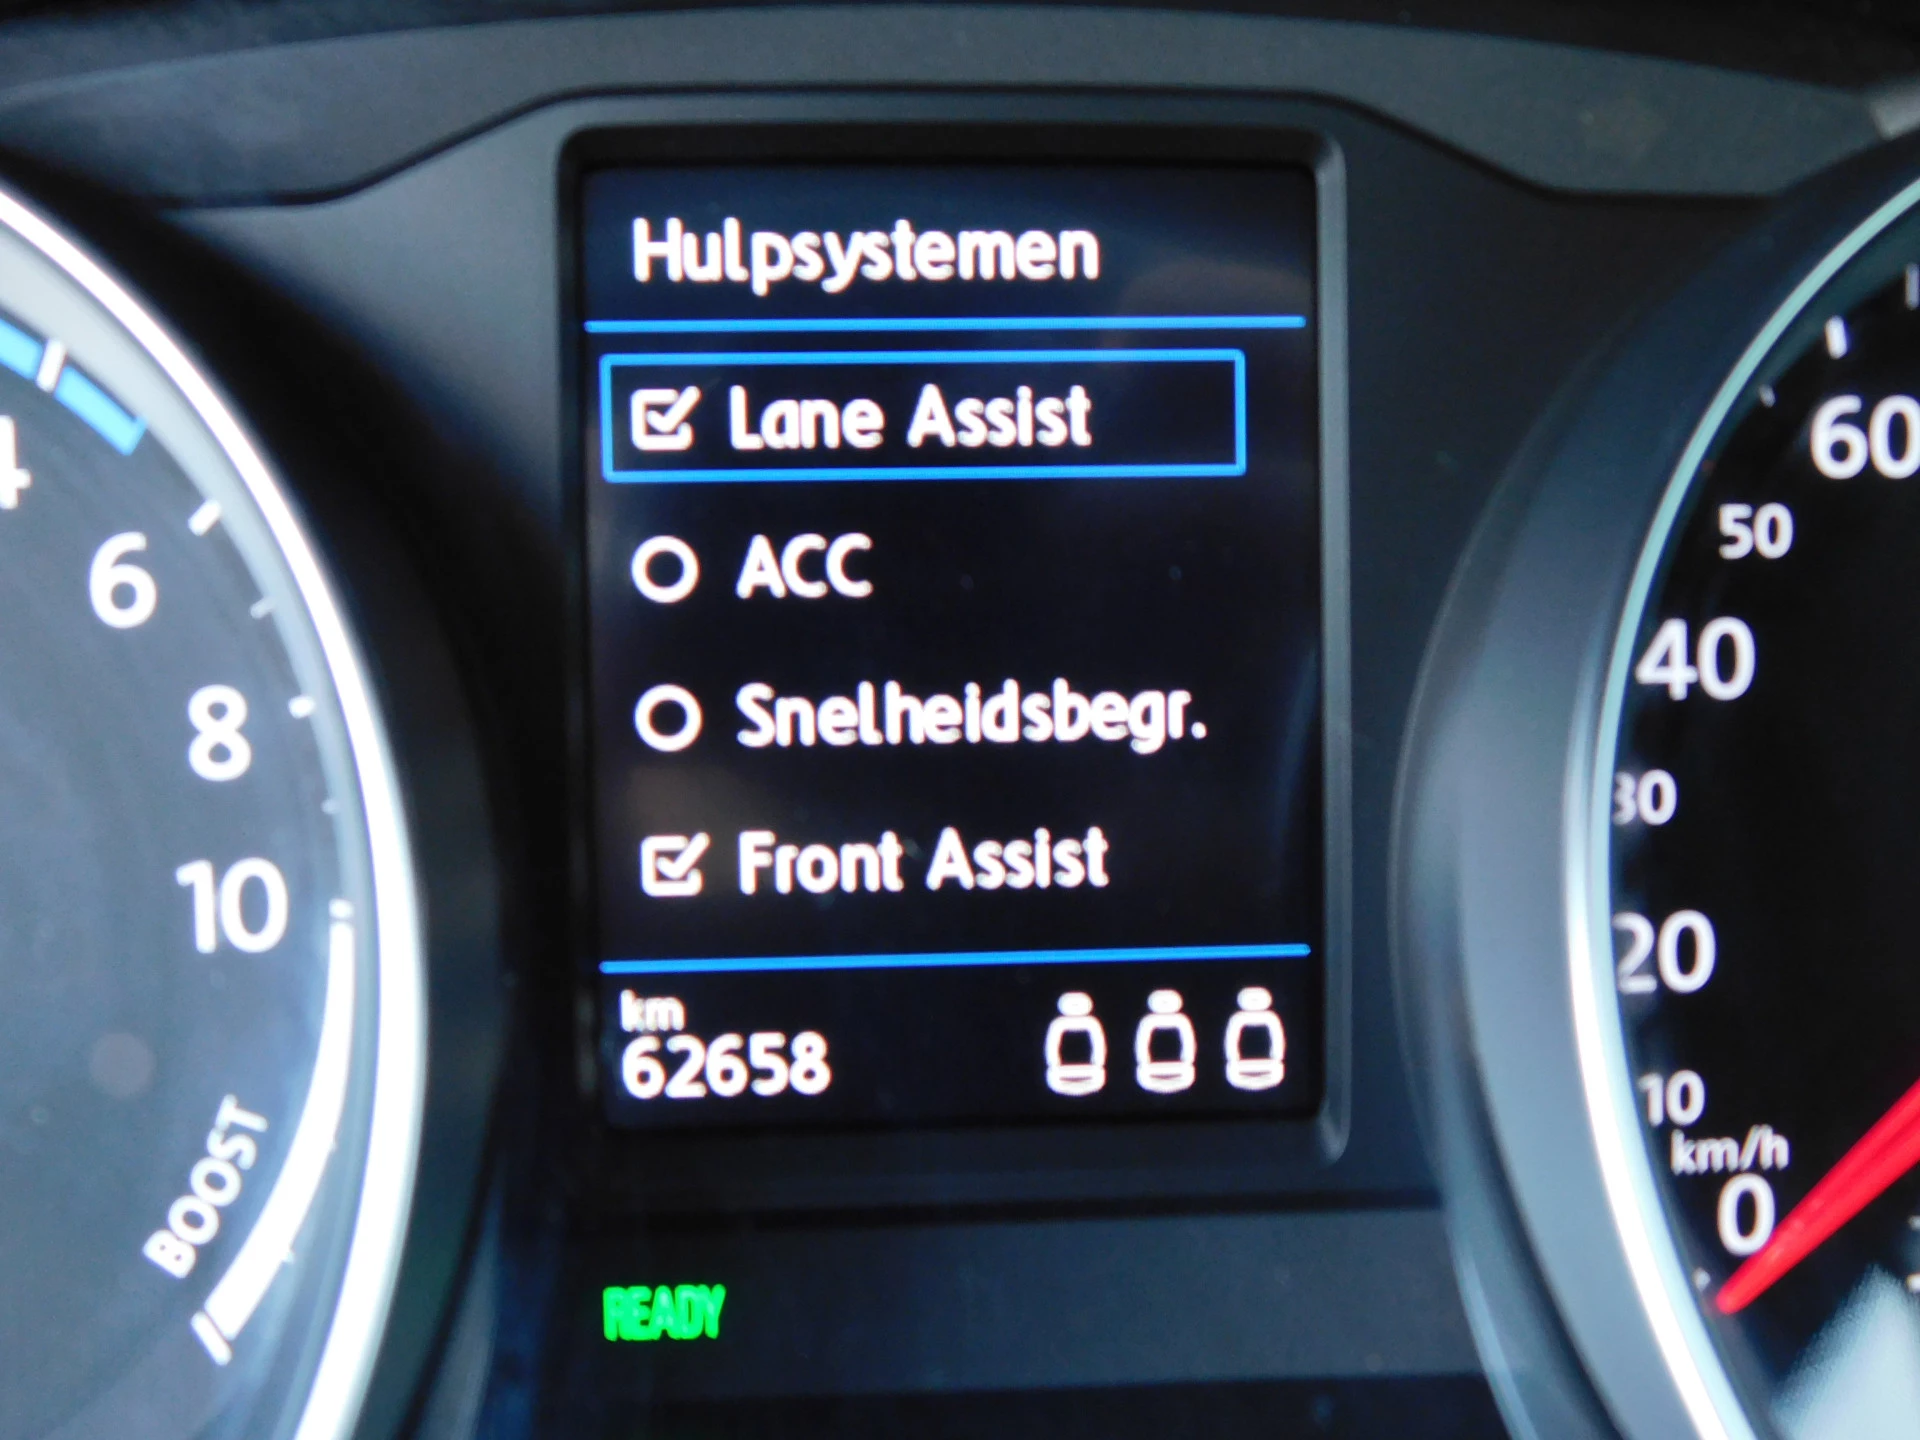 Hulpsystemen
Lane Assist
ACC
Snelheidsbegr.
Front Assist
km
62658
READY
4
6
8
10
BOOST
60
50
40
30
20
10
km/h
0